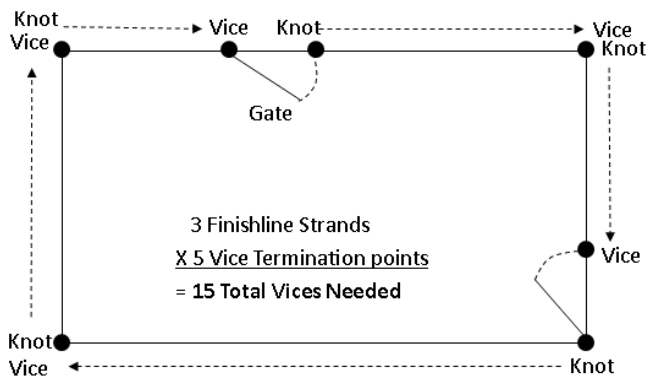 Knot
Vice
Vice
Knot
Vice
Knot
Gate
3 Finishline Strands
X 5 Vice Termination points
= 15 Total Vices Needed
Vice
Knot
Vice
Knot